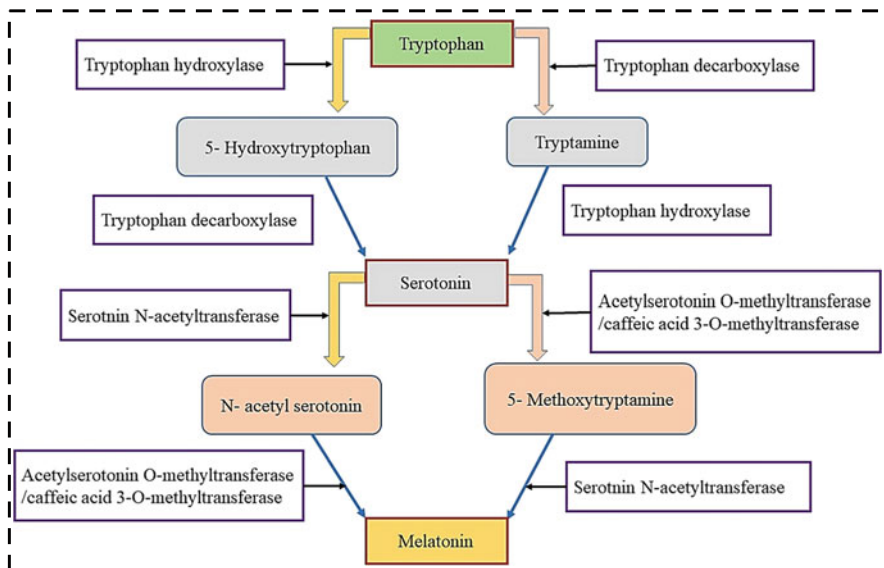 Tryptophan
Tryptophan hydroxylase
Tryptophan decarboxylase
5- Hydroxytryptophan
Tryptamine
Tryptophan decarboxylase
Tryptophan hydroxylase
Serotonin
Serotnin N-acetyltransferase
Acetylserotonin O-methyltransferase
/caffeic acid 3-O-methyltransferase
N- acetyl serotonin
5- Methoxytryptamine
Acetylserotonin O-methyltransferase
/caffeic acid 3-O-methyltransferase
Serotnin N-acetyltransferase
Melatonin